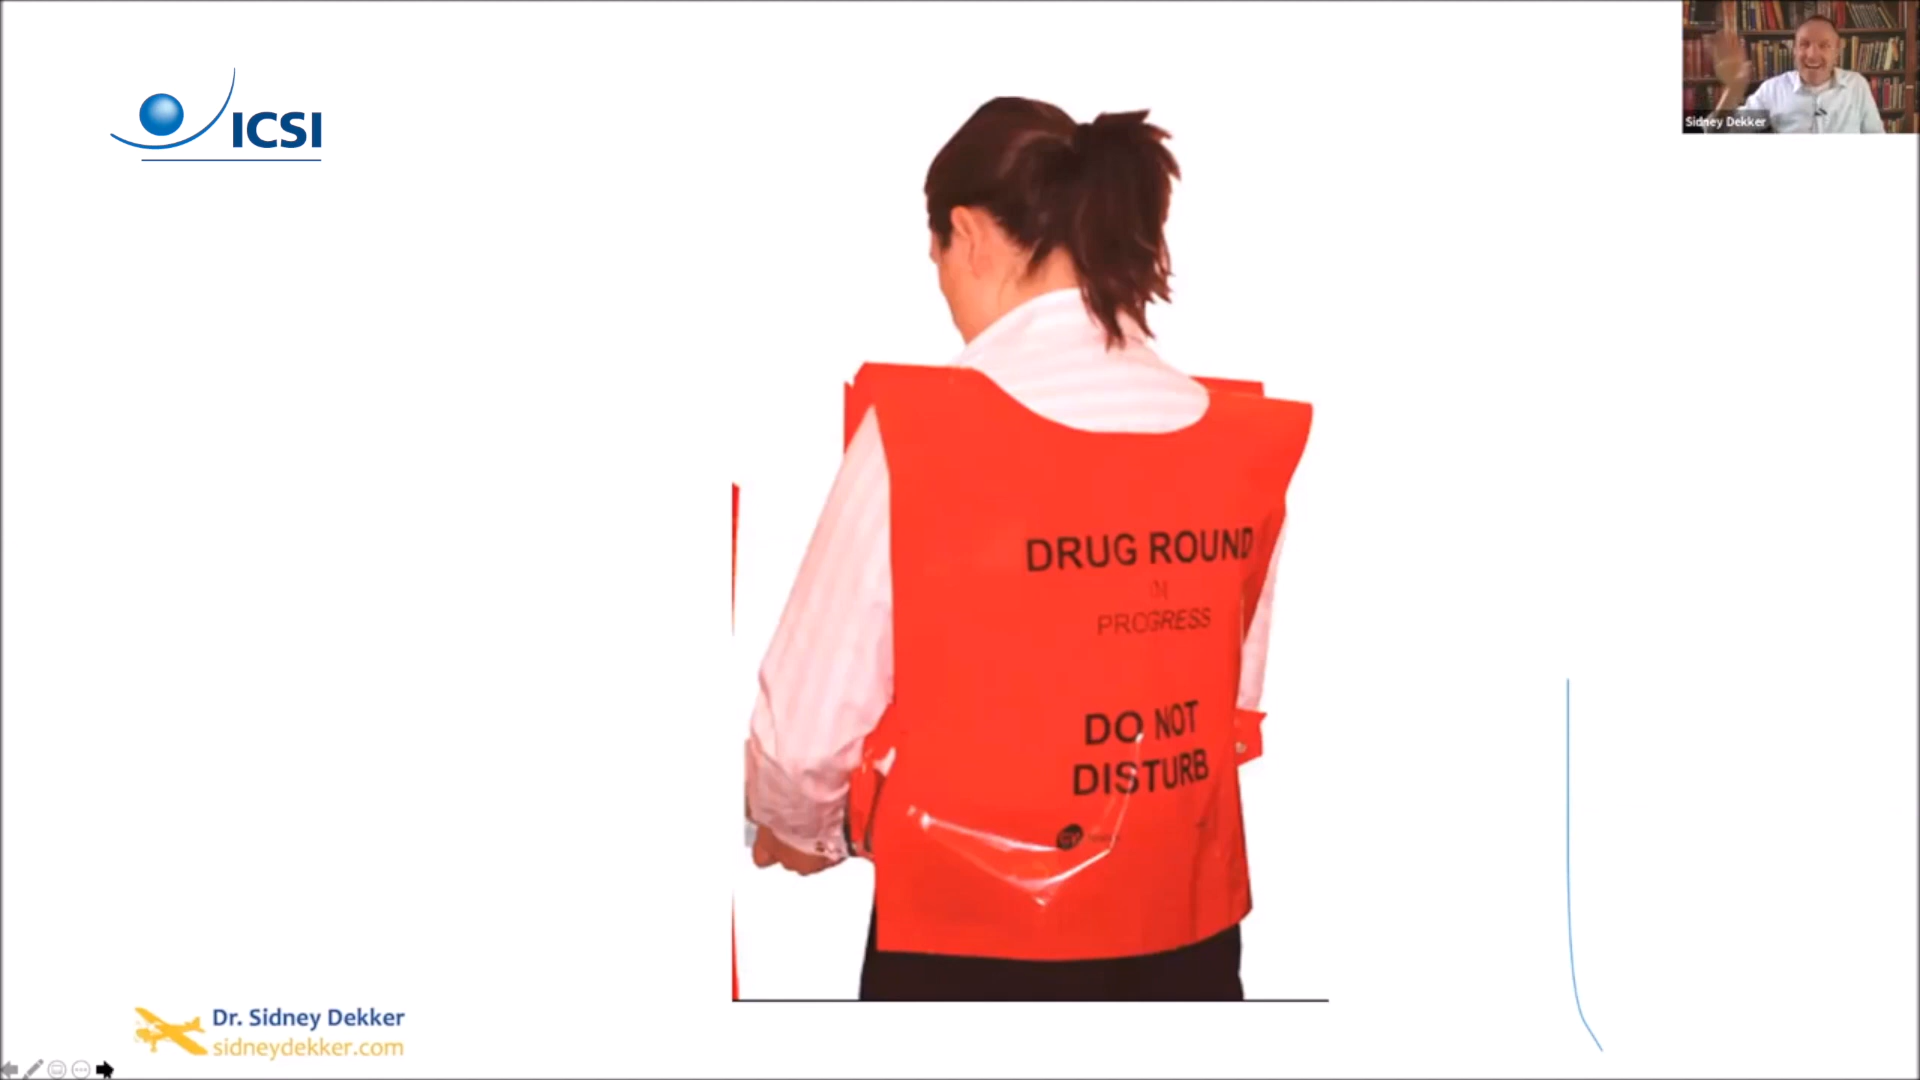 ICSI
Sidney Dekker
DRUG ROUND
IN
PROGRESS
DO NOT
DISTURB
Dr. Sidney Dekker
sidneydekker.com